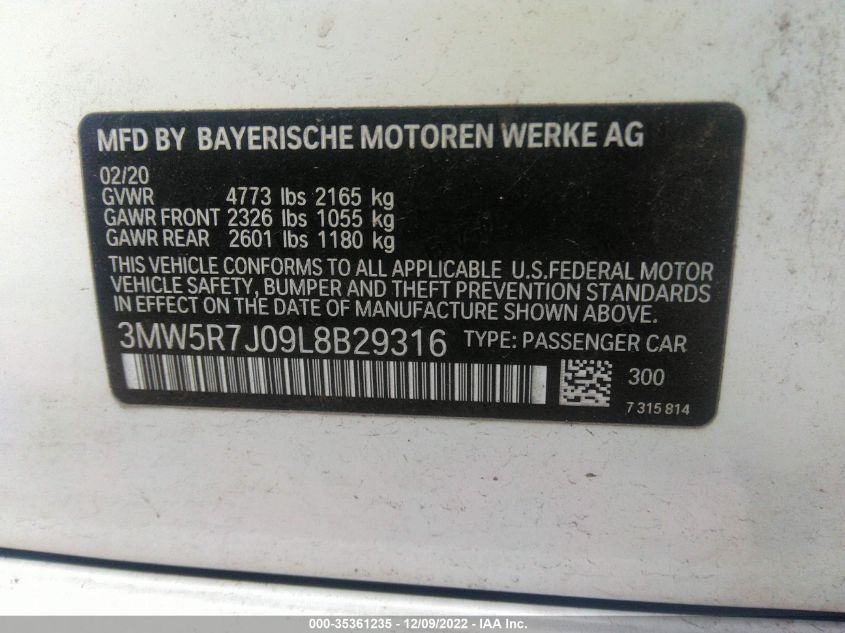 MFD BY BAYERISCHE MOTOREN WERKE AG
02/20
GVWR 4773 lbs 2165 kg
GAWR FRONT 2326 lbs 1055 kg
GAWR REAR 2601 lbs 1180 kg
THIS VEHICLE CONFORMS TO ALL APPLICABLE U.S.FEDERAL MOTOR
VEHICLE SAFETY, BUMPER AND THEFT PREVENTION STANDARDS
IN EFFECT ON THE DATE OF MANUFACTURE SHOWN ABOVE.
3MW5R7J09L8B29316 TYPE: PASSENGER CAR
300
7 315 814
000-35361235 - 12/09/2022 - IAA Inc.